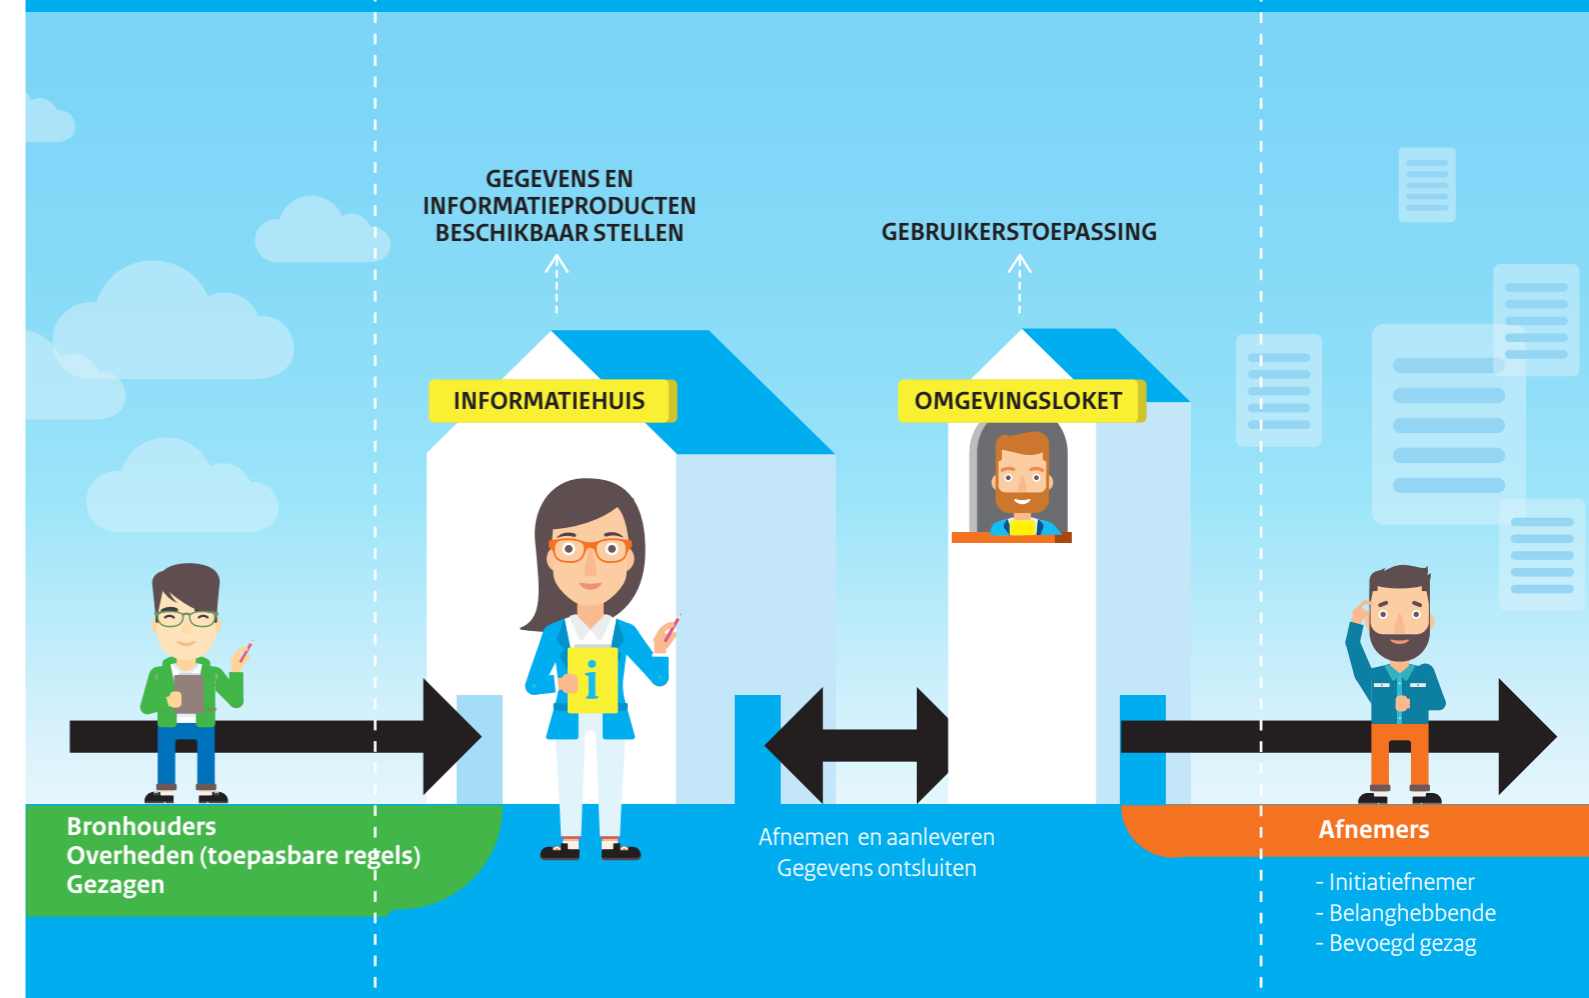 GEGEVENS EN
INFORMATIEPRODUCTEN
BESCHIKBAAR STELLEN
GEBRUIKERSTOEPASSING
INFORMATIEHUIS
OMGEVINGSLOKET
i
Bronhouders
Overheden (toepasbare regels)
Gezagen
Afnemen en aanleveren
Gegevens ontsluiten
Afnemers
- Initiatiefnemer
- Belanghebbende
- Bevoegd gezag